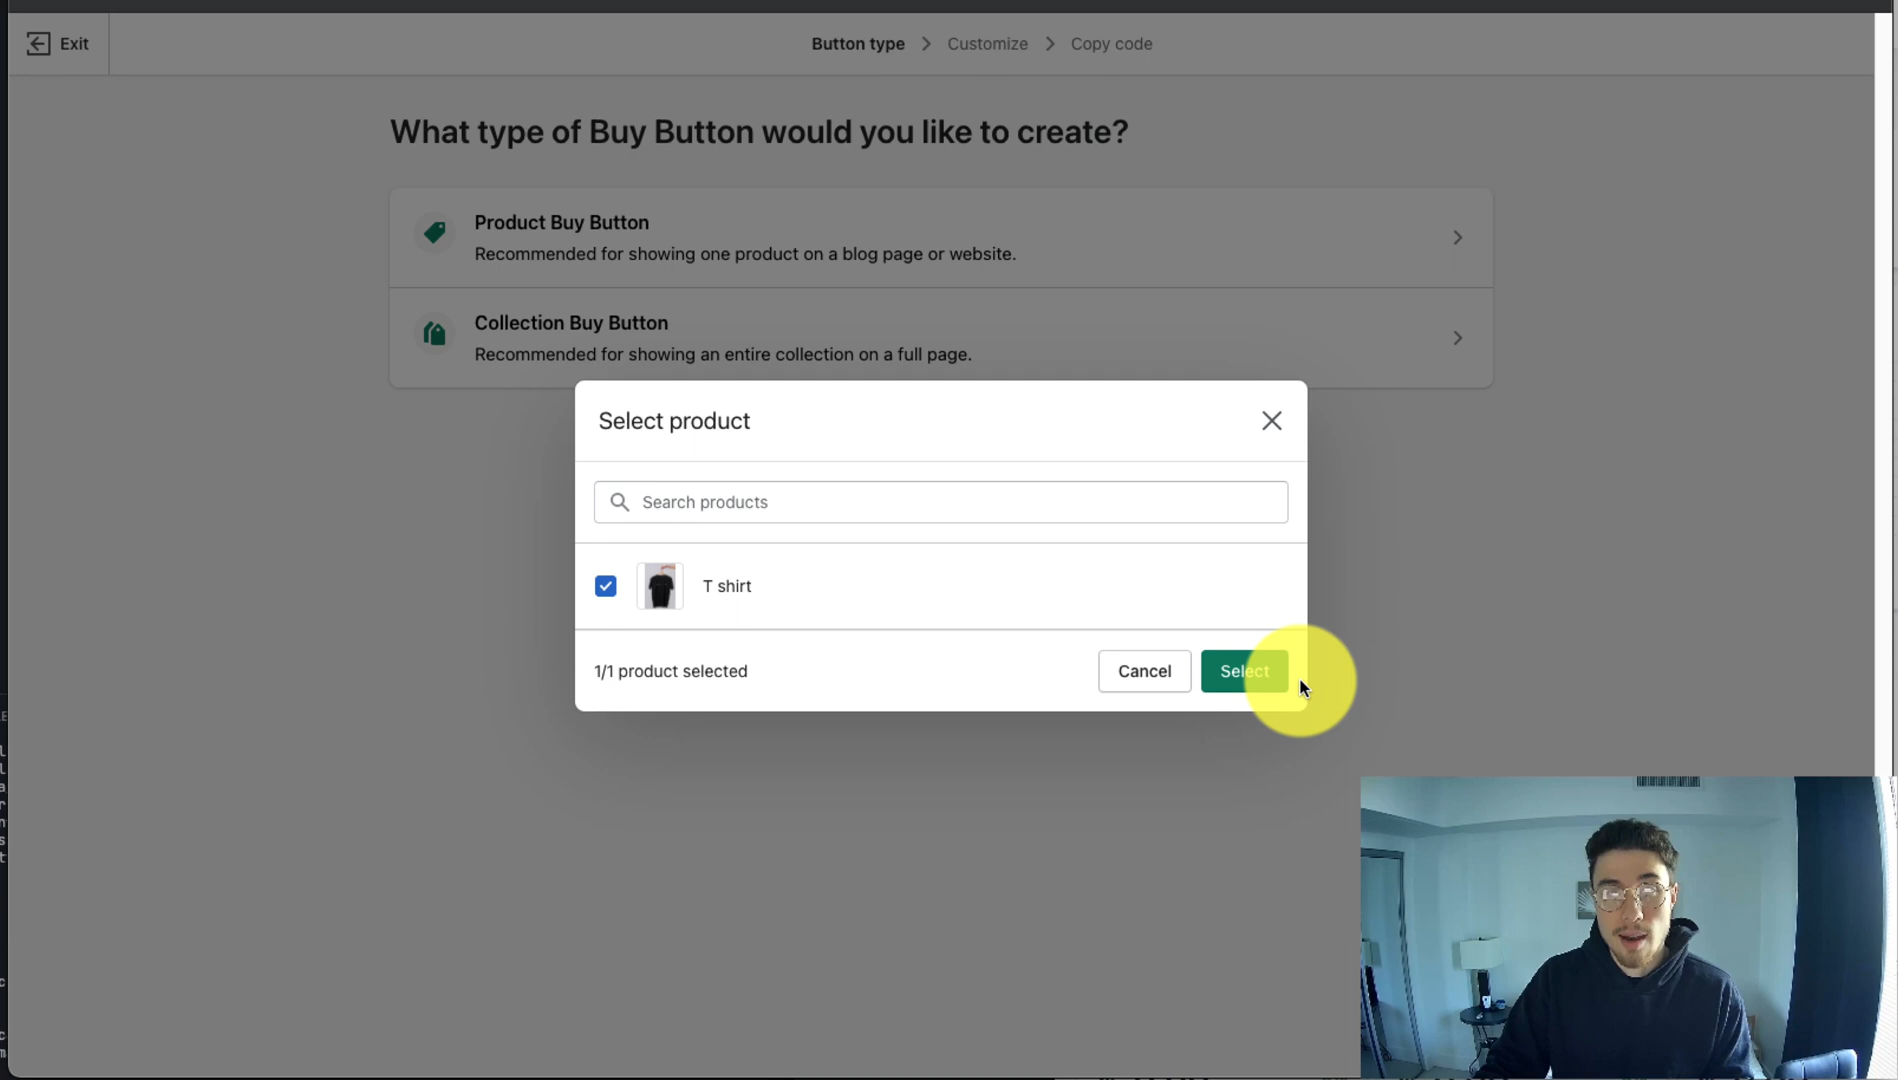 Exit
Button type
Customize
Copy code
What type of Buy Button would you like to create?
Product Buy Button
Recommended for showing one product on a blog page or website.
Collection Buy Button
Recommended for showing an entire collection on a full page.
Select product
Search products
T shirt
1/1 product selected
Cancel
Select